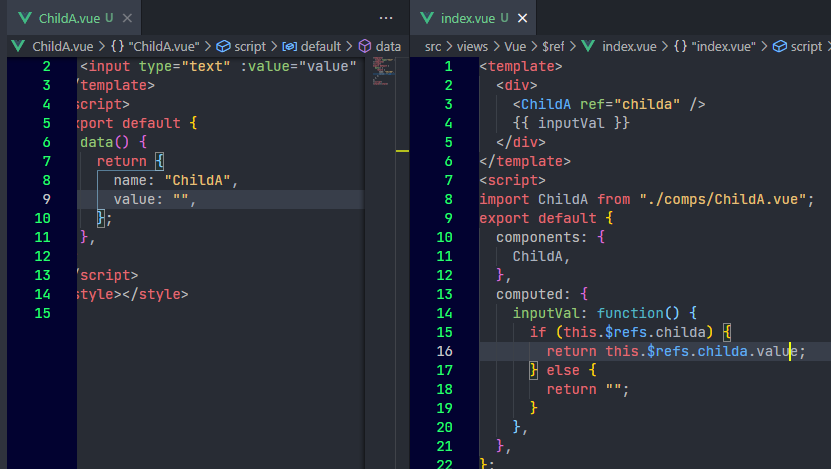 ChildA.vue U ×
···
ChildA.vue > {} "ChildA.vue" > script > default > data
2 <input type="text" :value="value"
3 /template>
4 script>
5 xport default {
6 data() {
7 return {
8 name: "ChildA",
9 value: "",
10 };
11 },
12
13 /script>
14 style></style>
15
index.vue U ×
src > views > Vue > $ref > index.vue > {} "index.vue" > script
1 <template>
2 <div>
3 <ChildA ref="childa" />
4 {{ inputVal }}
5 </div>
6 </template>
7 <script>
8 import ChildA from "./comps/ChildA.vue";
9 export default {
10 components: {
11 ChildA,
12 },
13 computed: {
14 inputVal: function() {
15 if (this.$refs.childa) {
16 return this.$refs.childa.value;
17 } else {
18 return "";
19 }
20 },
21 },
22 };